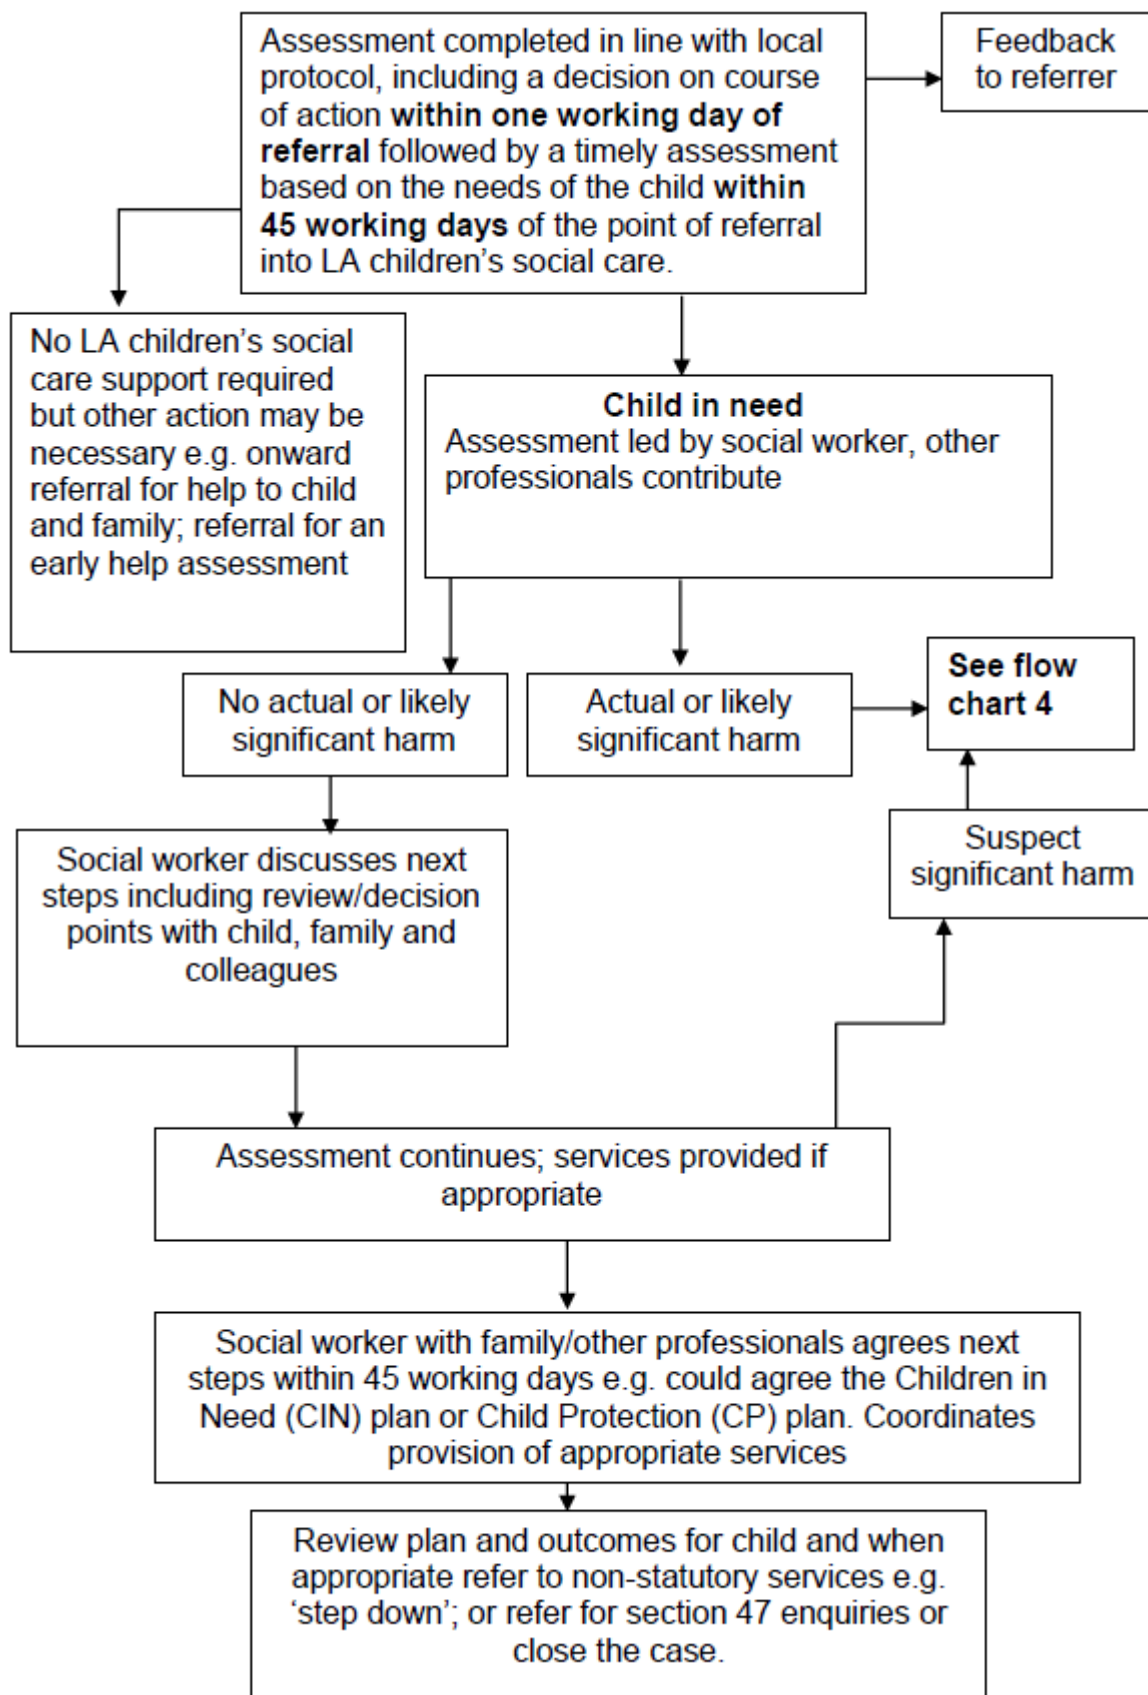 Assessment completed in line with local
protocol, including a decision on course
of action within one working day of
referral followed by a timely assessment
based on the needs of the child within
45 working days of the point of referral
into LA children's social care.
Feedback
to referrer
No LA children's social
care support required
but other action may be
necessary e.g. onward
referral for help to child
and family; referral for an
early help assessment
Child in need
Assessment led by social worker, other
professionals contribute
No actual or likely
significant harm
Actual or likely
significant harm
See flow
chart 4
Suspect
significant harm
Social worker discusses next
steps including review/decision
points with child, family and
colleagues
Assessment continues; services provided if
appropriate
Social worker with family/other professionals agrees next
steps within 45 working days e.g. could agree the Children in
Need (CIN) plan or Child Protection (CP) plan. Coordinates
provision of appropriate services
Review plan and outcomes for child and when
appropriate refer to non-statutory services e.g.
‘step down’; or refer for section 47 enquiries or
close the case.